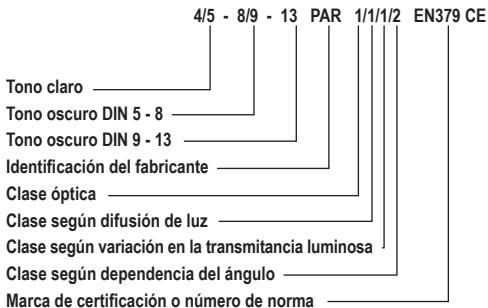 4/5 - 8/9 - 13 PAR 1/1/1/2 EN379 CE
Tono claro
Tono oscuro DIN 5 - 8
Tono oscuro DIN 9 - 13
Identificación del fabricante
Clase óptica
Clase según difusión de luz
Clase según variación en la transmitancia luminosa
Clase según dependencia del ángulo
Marca de certificación o número de norma